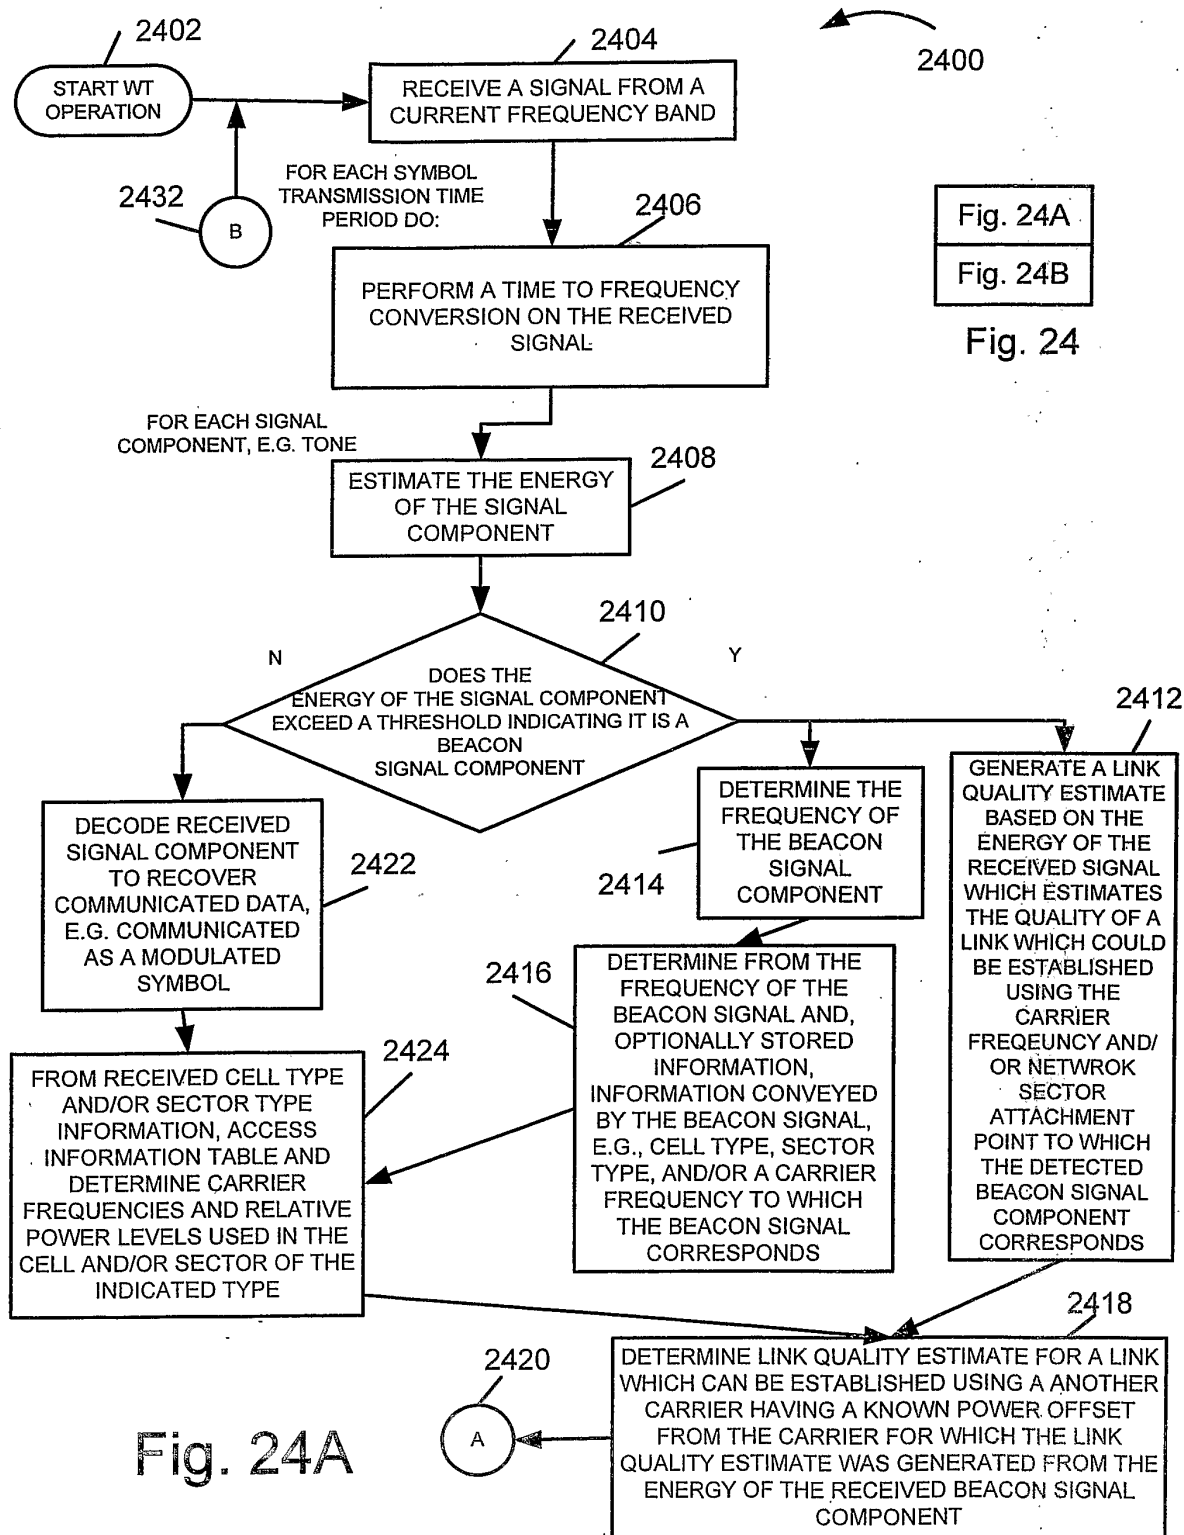 2402
START WT
OPERATION
2404
RECEIVE A SIGNAL FROM A
CURRENT FREQUENCY BAND
2400
2432
B
FOR EACH SYMBOL
TRANSMISSION TIME
PERIOD DO:
2406
PERFORM A TIME TO FREQUENCY
CONVERSION ON THE RECEIVED
SIGNAL
Fig. 24A
Fig. 24B
Fig. 24
FOR EACH SIGNAL
COMPONENT, E.G. TONE
2408
ESTIMATE THE ENERGY
OF THE SIGNAL
COMPONENT
2410
N
Y
DOES THE
ENERGY OF THE SIGNAL COMPONENT
EXCEED A THRESHOLD INDICATING IT IS A
BEACON
SIGNAL COMPONENT
2412
GENERATE A LINK
QUALITY ESTIMATE
BASED ON THE
ENERGY OF THE
RECEIVED SIGNAL
WHICH ESTIMATES
THE QUALITY OF A
LINK WHICH COULD
BE ESTABLISHED
USING THE
CARRIER
FREQEUNCY AND/
OR NETWROK
SECTOR
ATTACHMENT
POINT TO WHICH
THE DETECTED
BEACON SIGNAL
COMPONENT
CORRESPONDS
DETERMINE THE
FREQUENCY OF
THE BEACON
SIGNAL
COMPONENT
2414
DECODE RECEIVED
SIGNAL COMPONENT
TO RECOVER
COMMUNICATED DATA,
E.G. COMMUNICATED
AS A MODULATED
SYMBOL
2422
2416
DETERMINE FROM THE
FREQUENCY OF THE
BEACON SIGNAL AND,
OPTIONALLY STORED
INFORMATION,
INFORMATION CONVEYED
BY THE BEACON SIGNAL,
E.G., CELL TYPE, SECTOR
TYPE, AND/OR A CARRIER
FREQUENCY TO WHICH
THE BEACON SIGNAL
CORRESPONDS
2424
FROM RECEIVED CELL TYPE
AND/OR SECTOR TYPE
INFORMATION, ACCESS
INFORMATION TABLE AND
DETERMINE CARRIER
FREQUENCIES AND RELATIVE
POWER LEVELS USED IN THE
CELL AND/OR SECTOR OF THE
INDICATED TYPE
2418
DETERMINE LINK QUALITY ESTIMATE FOR A LINK
WHICH CAN BE ESTABLISHED USING A ANOTHER
CARRIER HAVING A KNOWN POWER OFFSET
FROM THE CARRIER FOR WHICH THE LINK
QUALITY ESTIMATE WAS GENERATED FROM THE
ENERGY OF THE RECEIVED BEACON SIGNAL
COMPONENT
2420
A
Fig. 24A